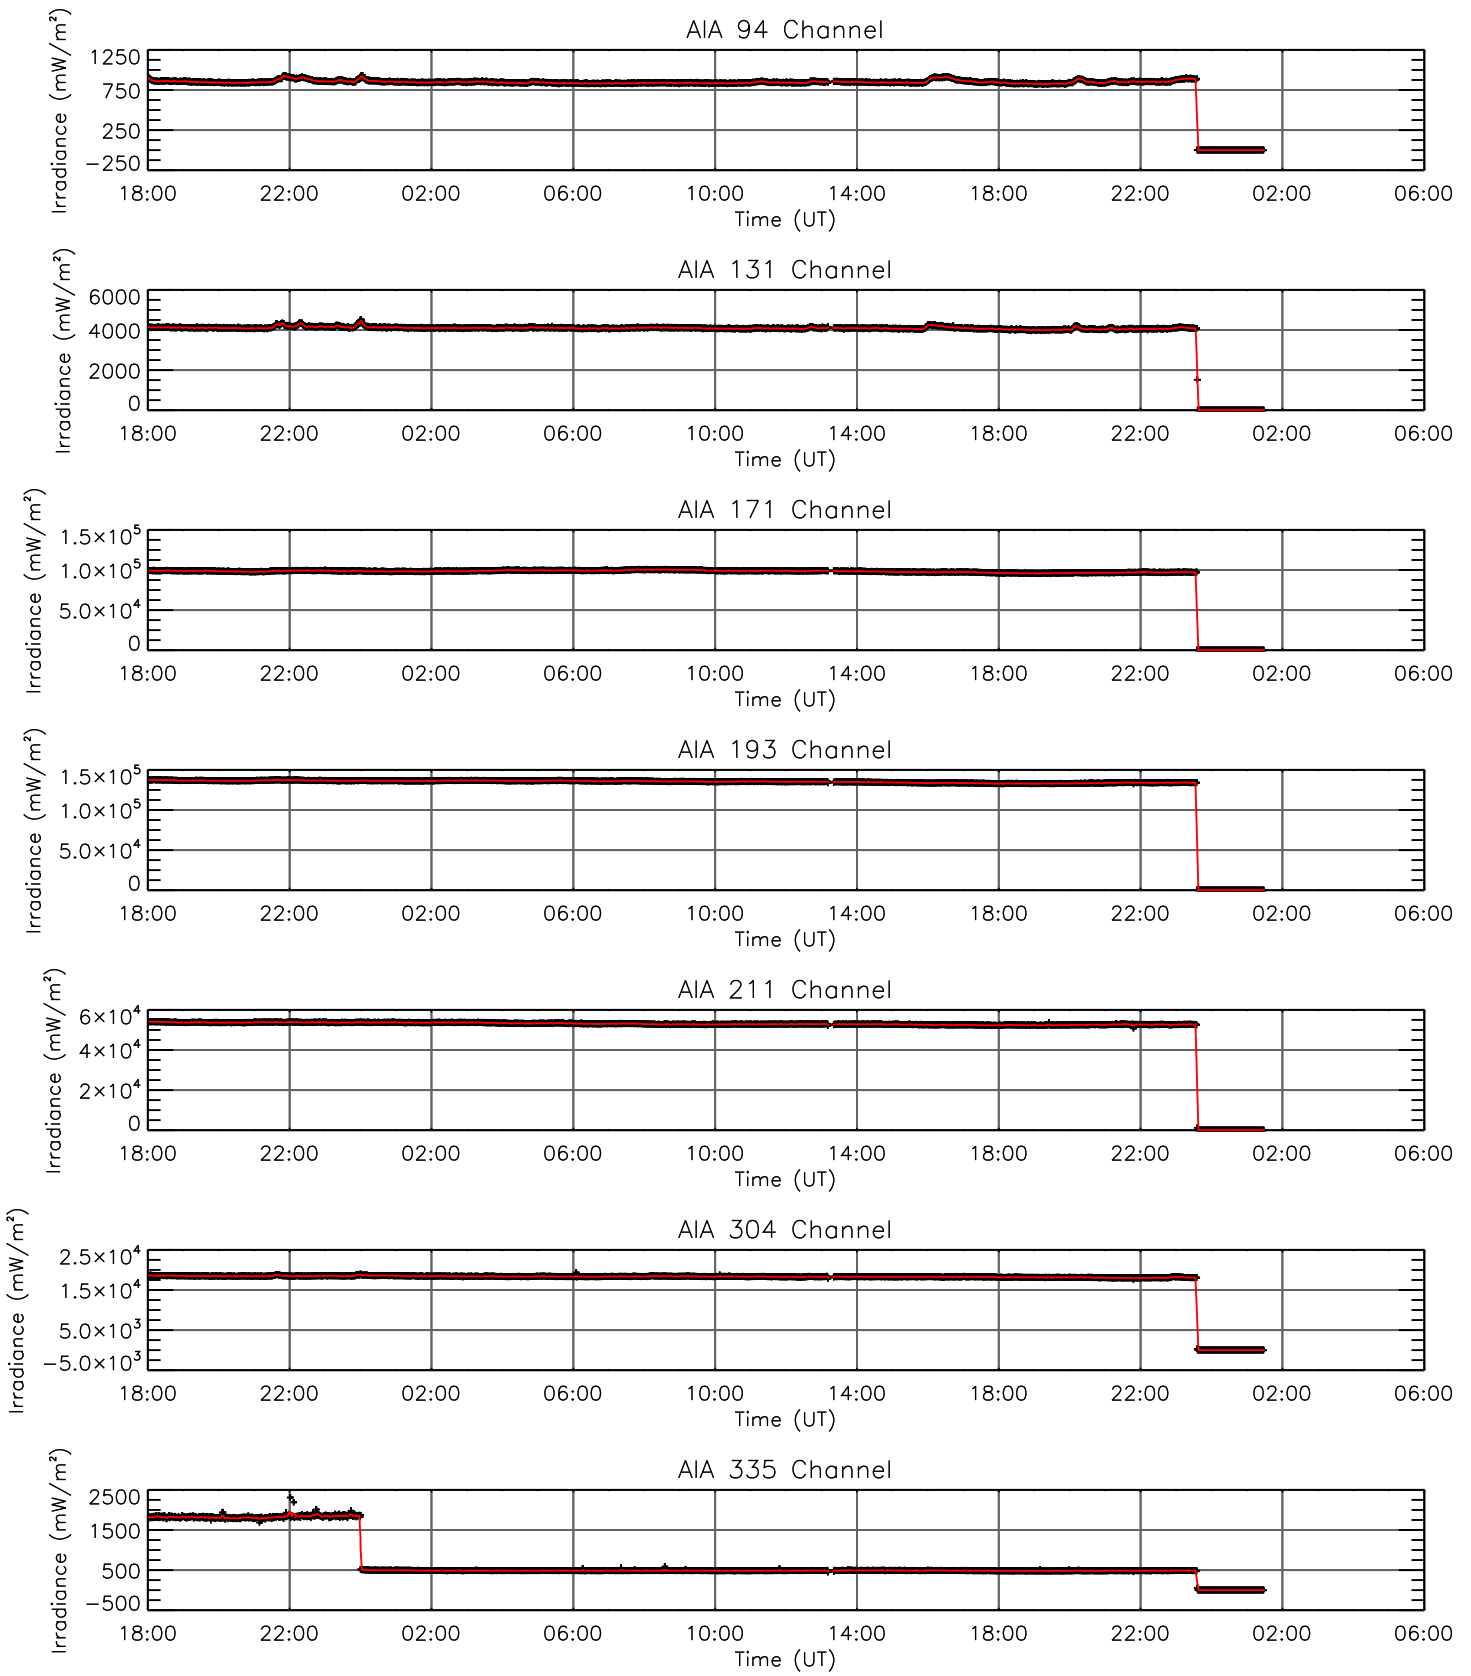 AIA 94 Channel
Irradiance (mW/m²)
1250
750
250
−250
18:00 22:00 02:00 06:00 10:00 14:00 18:00 22:00 02:00 06:00
Time (UT)
AIA 131 Channel
Irradiance (mW/m²)
6000
4000
2000
0
18:00 22:00 02:00 06:00 10:00 14:00 18:00 22:00 02:00 06:00
Time (UT)
AIA 171 Channel
Irradiance (mW/m²)
1.5×10⁵
1.0×10⁵
5.0×10⁴
0
18:00 22:00 02:00 06:00 10:00 14:00 18:00 22:00 02:00 06:00
Time (UT)
AIA 193 Channel
Irradiance (mW/m²)
1.5×10⁵
1.0×10⁵
5.0×10⁴
0
18:00 22:00 02:00 06:00 10:00 14:00 18:00 22:00 02:00 06:00
Time (UT)
AIA 211 Channel
Irradiance (mW/m²)
6×10⁴
4×10⁴
2×10⁴
0
18:00 22:00 02:00 06:00 10:00 14:00 18:00 22:00 02:00 06:00
Time (UT)
AIA 304 Channel
Irradiance (mW/m²)
2.5×10⁴
1.5×10⁴
5.0×10³
−5.0×10³
18:00 22:00 02:00 06:00 10:00 14:00 18:00 22:00 02:00 06:00
Time (UT)
AIA 335 Channel
Irradiance (mW/m²)
2500
1500
500
−500
18:00 22:00 02:00 06:00 10:00 14:00 18:00 22:00 02:00 06:00
Time (UT)